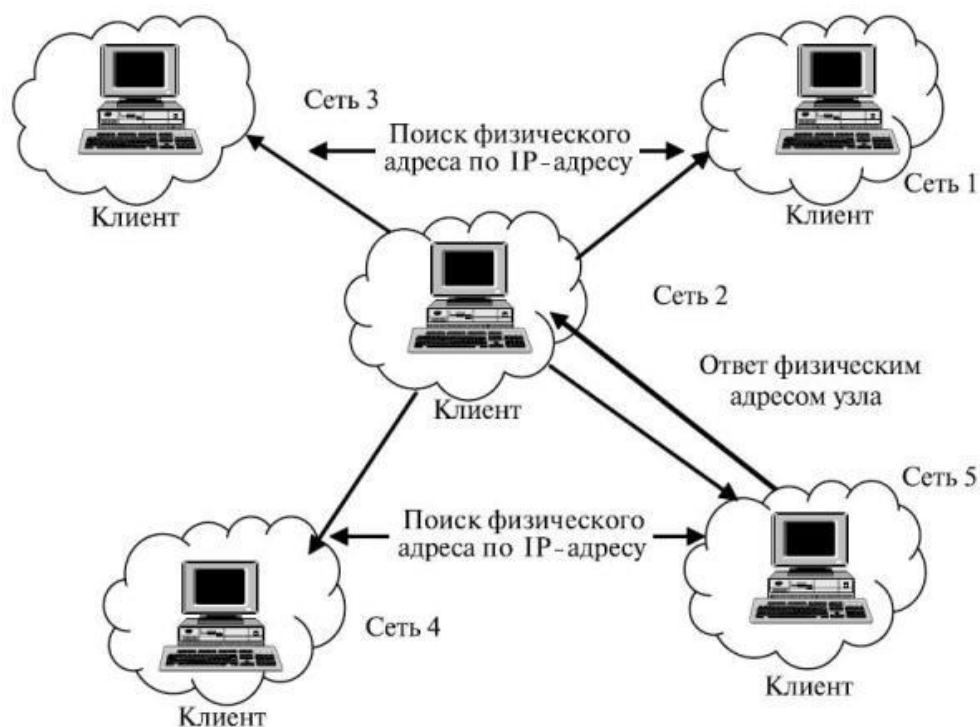 Сеть 3
Поиск физического
адреса по IP-адресу
Сеть 1
Клиент
Клиент
Сеть 2
Клиент
Ответ физическим
адресом узла
Сеть 5
Поиск физического
адреса по IP-адресу
Сеть 4
Клиент
Клиент